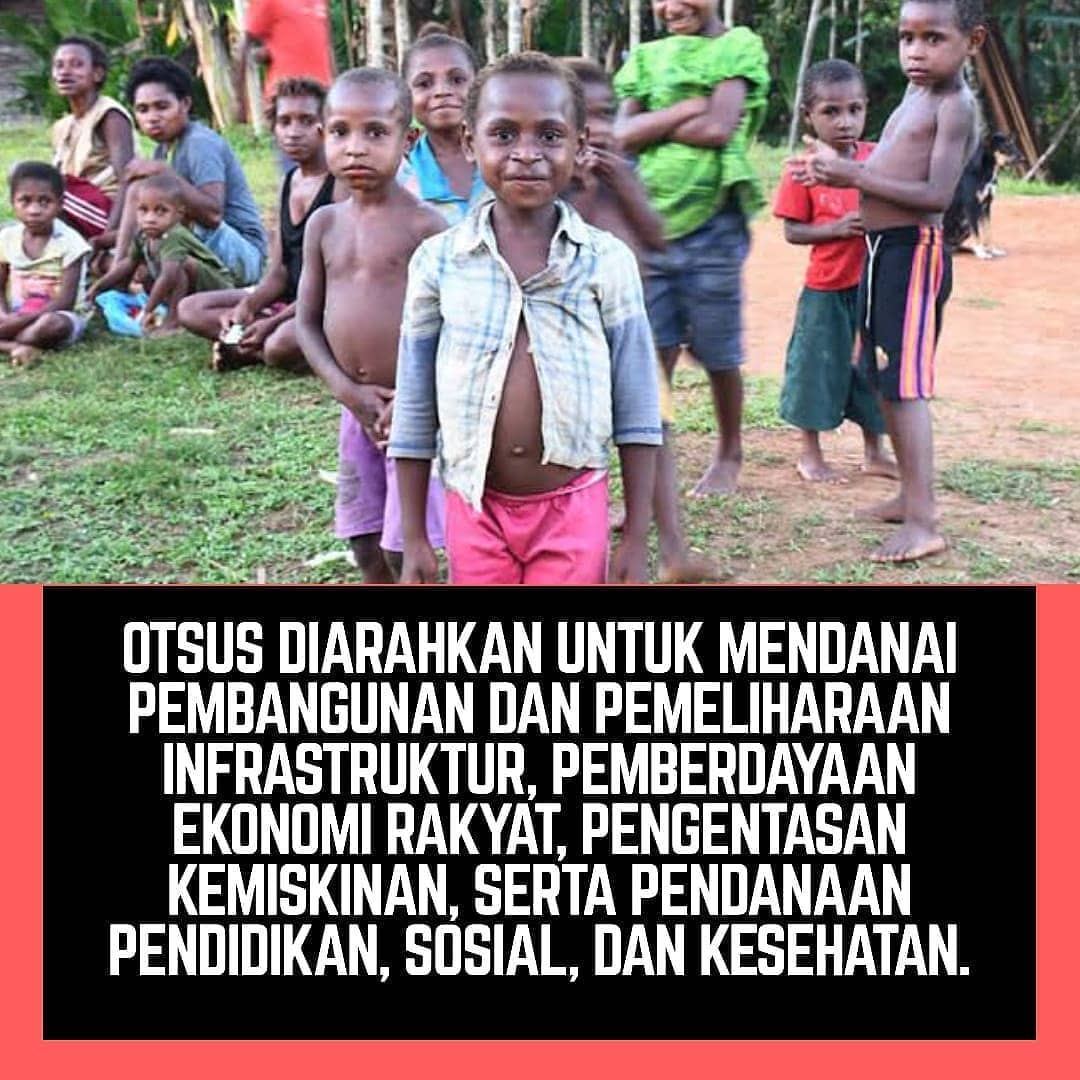 OTSUS DIARAHKAN UNTUK MENDANAI
PEMBANGUNAN DAN PEMELIHARAAN
INFRASTRUKTUR, PEMBERDAYAAN
EKONOMI RAKYAT, PENGENTASAN
KEMISKINAN, SERTA PENDANAAN
PENDIDIKAN, SOSIAL, DAN KESEHATAN.